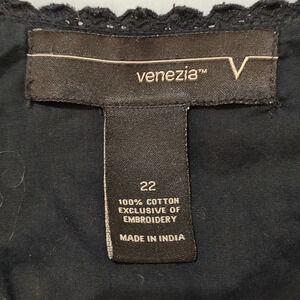 venezia™
22
100% COTTON
EXCLUSIVE OF
EMBROIDERY
MADE IN INDIA